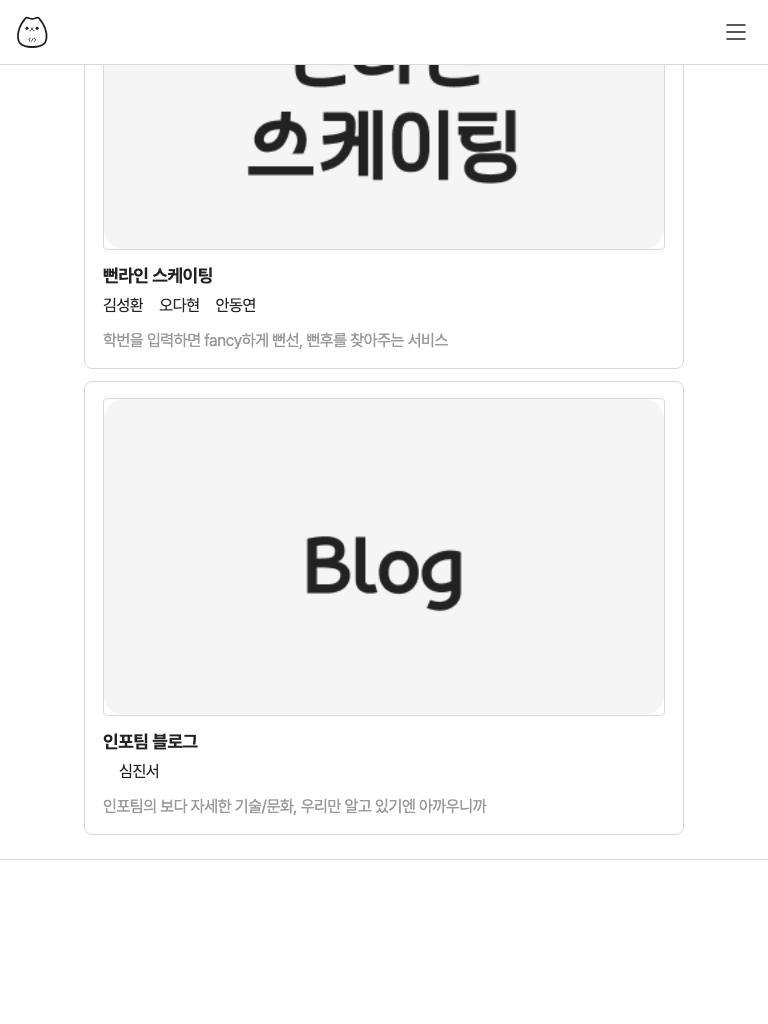 뻔라인
스케이팅
뻔라인 스케이팅
김성환 오다현 안동연
학번을 입력하면 fancy하게 뻔선, 뻔후를 찾아주는 서비스
Blog
인포팀 블로그
심진서
인포팀의 보다 자세한 기술/문화, 우리만 알고 있기엔 아까우니까